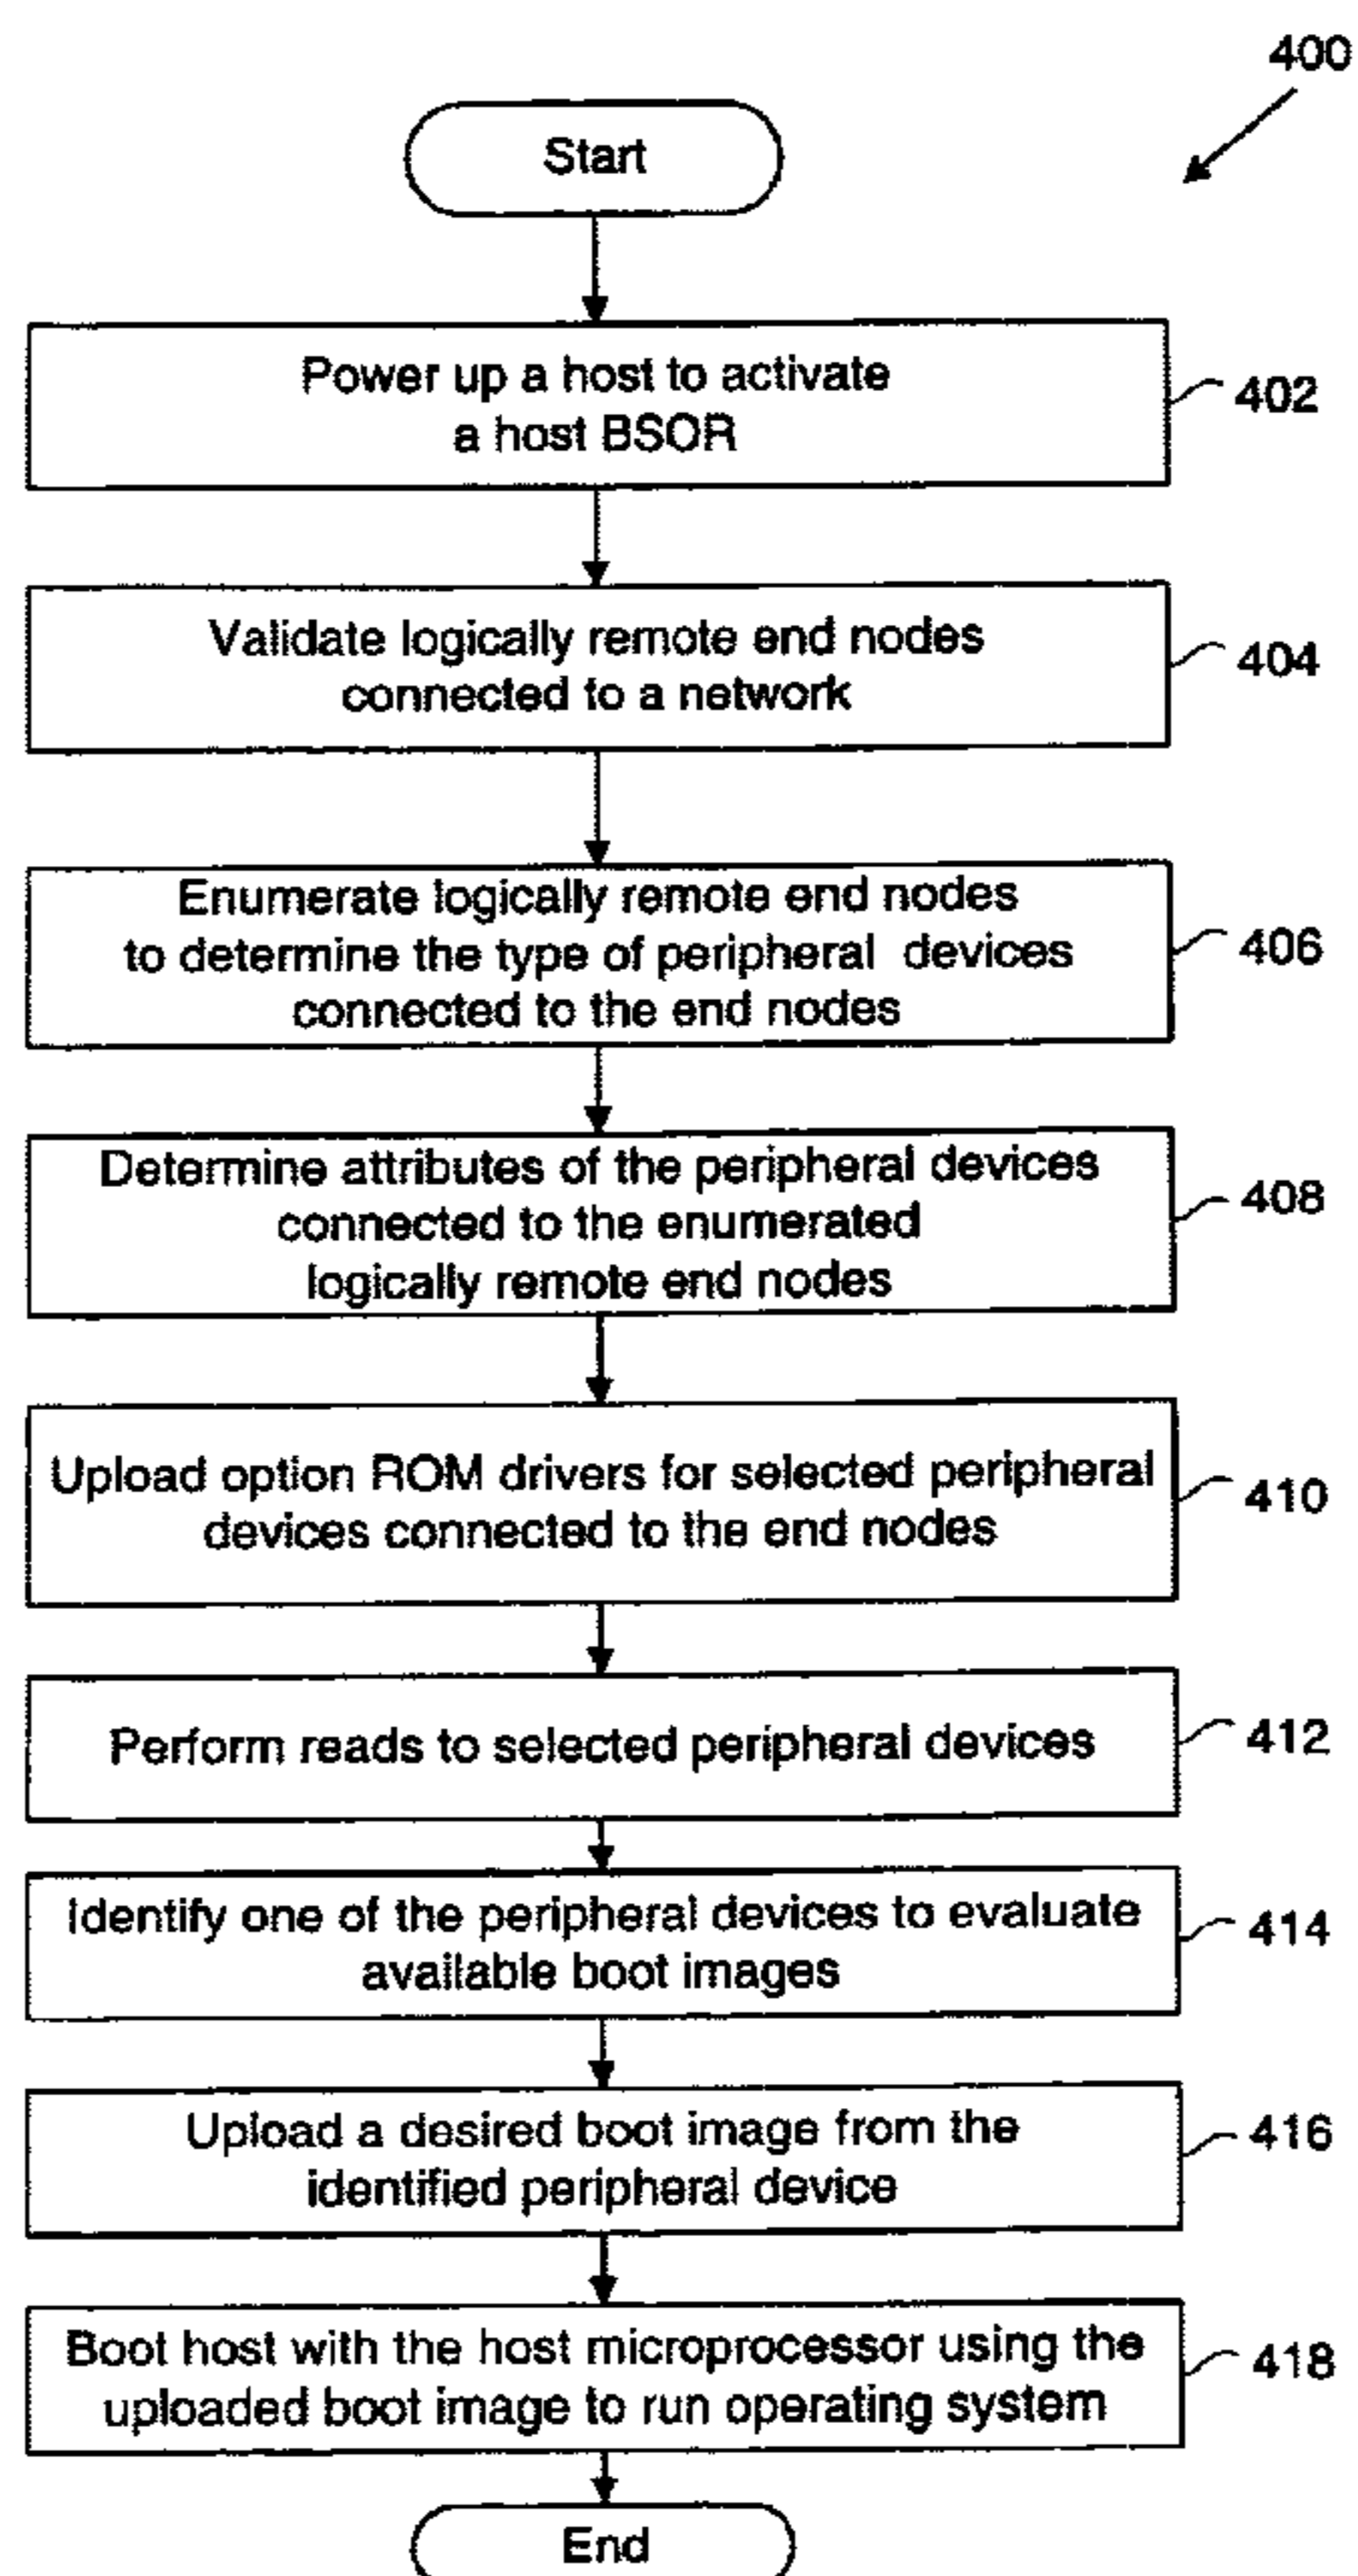 400
Start
Power up a host to activate
a host BSOR
402
Validate logically remote end nodes
connected to a network
404
Enumerate logically remote end nodes
to determine the type of peripheral devices
connected to the end nodes
406
Determine attributes of the peripheral devices
connected to the enumerated
logically remote end nodes
408
Upload option ROM drivers for selected peripheral
devices connected to the end nodes
410
Perform reads to selected peripheral devices
412
Identify one of the peripheral devices to evaluate
available boot images
414
Upload a desired boot image from the
identified peripheral device
416
Boot host with the host microprocessor using the
uploaded boot image to run operating system
418
End